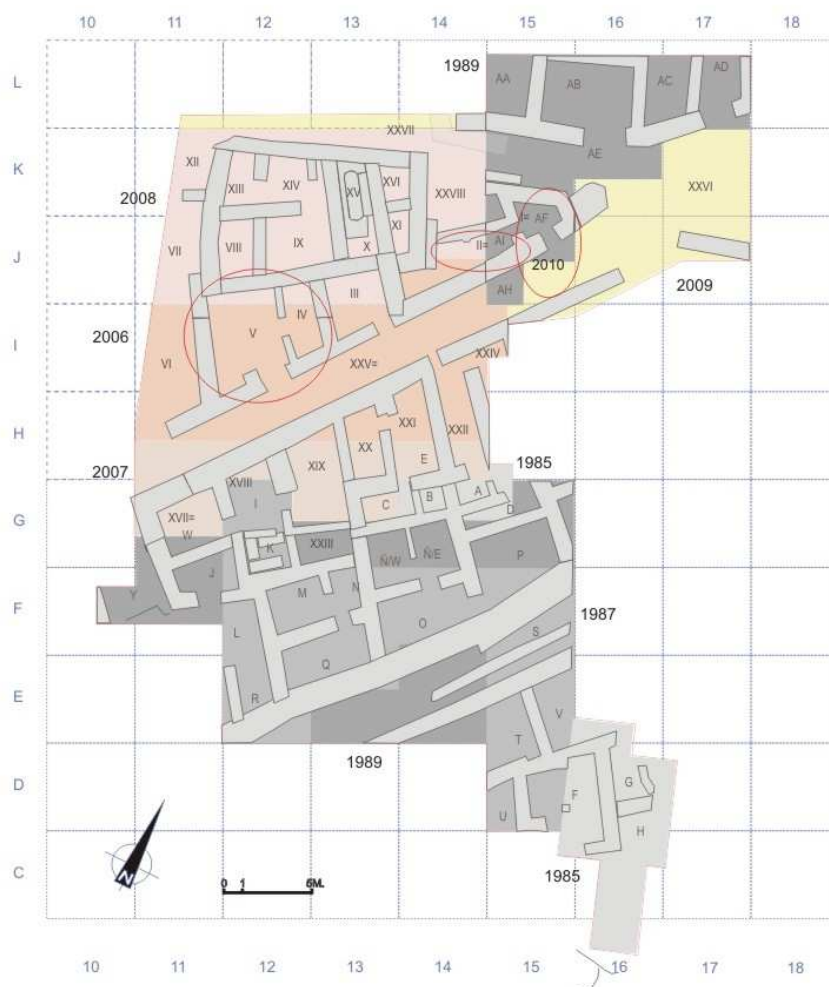 10 11 12 13 14 15 16 17 18
1989
L AA AB AC AD
XXVII
K XII XIII XIV XV XVI XXVIII AE XXVI
2008
I= AF
J VII VIII IX X XI II= AI
2010
AH 2009
III
2006 IV
I VI V XXV= XXIV
H XX XXI XXII
2007 XIX E 1985
XVIII
G XVII= I C B A D
W K XXIII Ñ/W Ñ/E P
J
F Y M N 1987
L O S
E Q
R V
1989 T
D G
U F H
C 1985
N
0 1 5M.
10 11 12 13 14 15 16 17 18